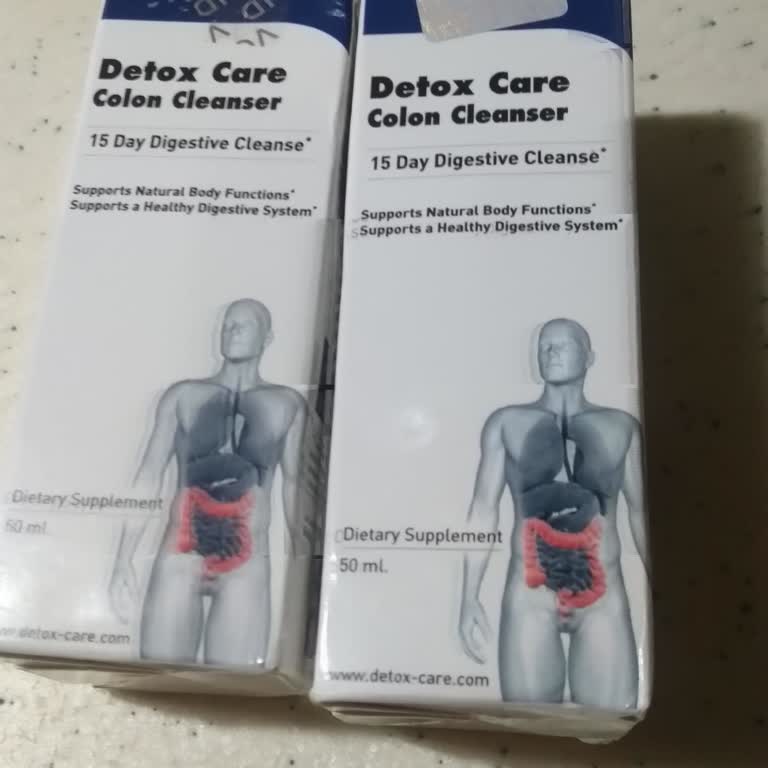 Detox Care
Colon Cleanser
15 Day Digestive Cleanse*
Supports Natural Body Functions*
Supports a Healthy Digestive System*
Dietary Supplement
50 ml.
www.detox-care.com
Detox Care
Colon Cleanser
15 Day Digestive Cleanse*
Supports Natural Body Functions*
Supports a Healthy Digestive System*
Dietary Supplement
50 ml.
www.detox-care.com